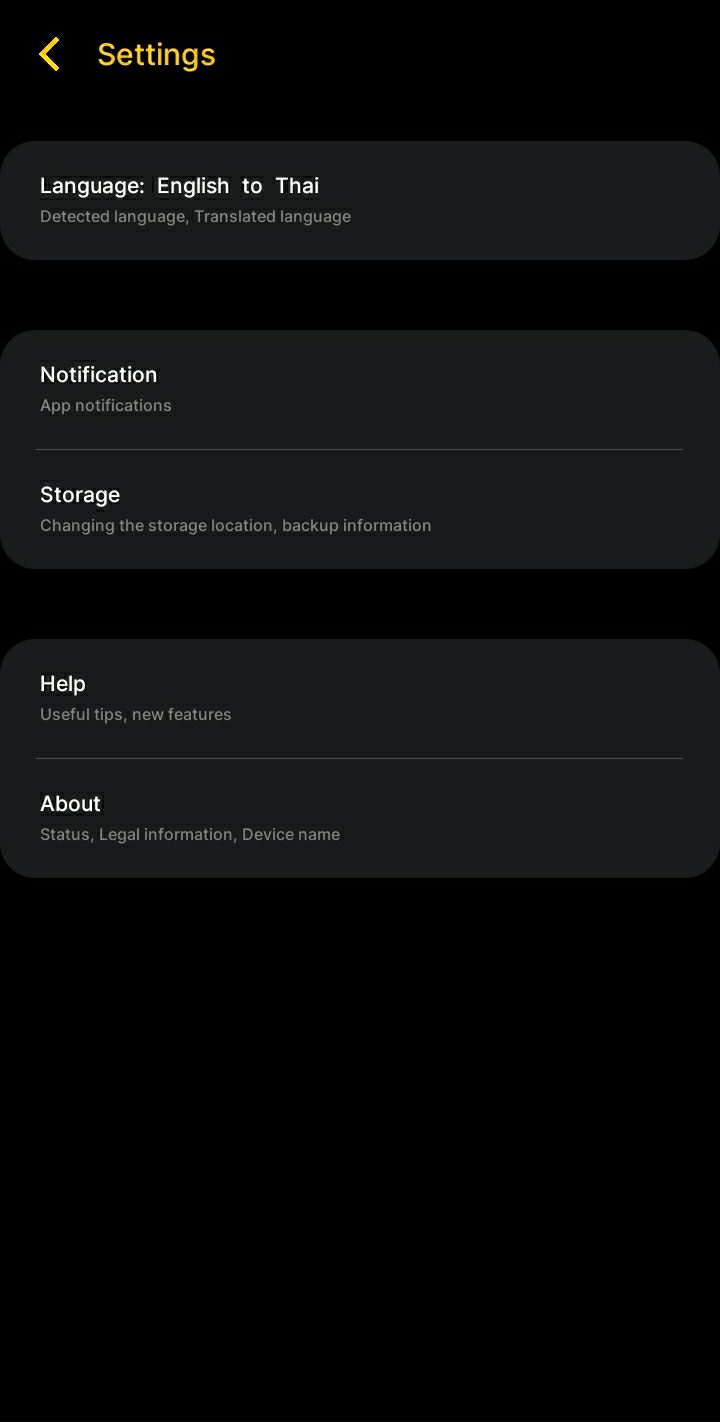 Settings
Language: English to Thai
Detected language, Translated language
Notification
App notifications
Storage
Changing the storage location, backup information
Help
Useful tips, new features
About
Status, Legal information, Device name